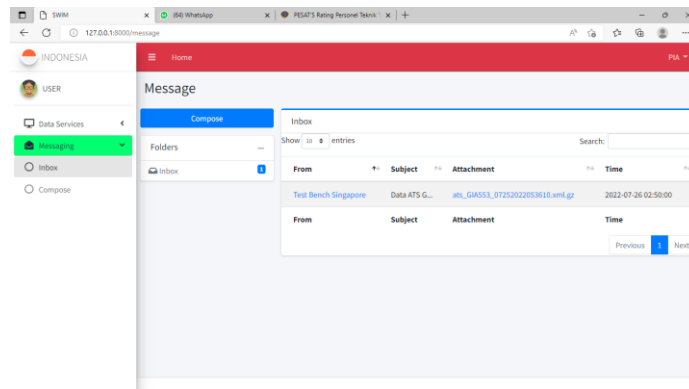 SWIM
(64) WhatsApp
PESAT'S Rating Personel Teknik
127.0.0.1:8000/message
INDONESIA
Home
PIA
USER
Message
Data Services
Compose
Inbox
Messaging
Folders
Show 10 entries
Search:
Inbox
Inbox 1
From Subject Attachment Time
Compose
Test Bench Singapore Data ATS G... ats_GIAS53_07252022053610.xml.gz 2022-07-26 02:50:00
From Subject Attachment Time
Previous 1 Next